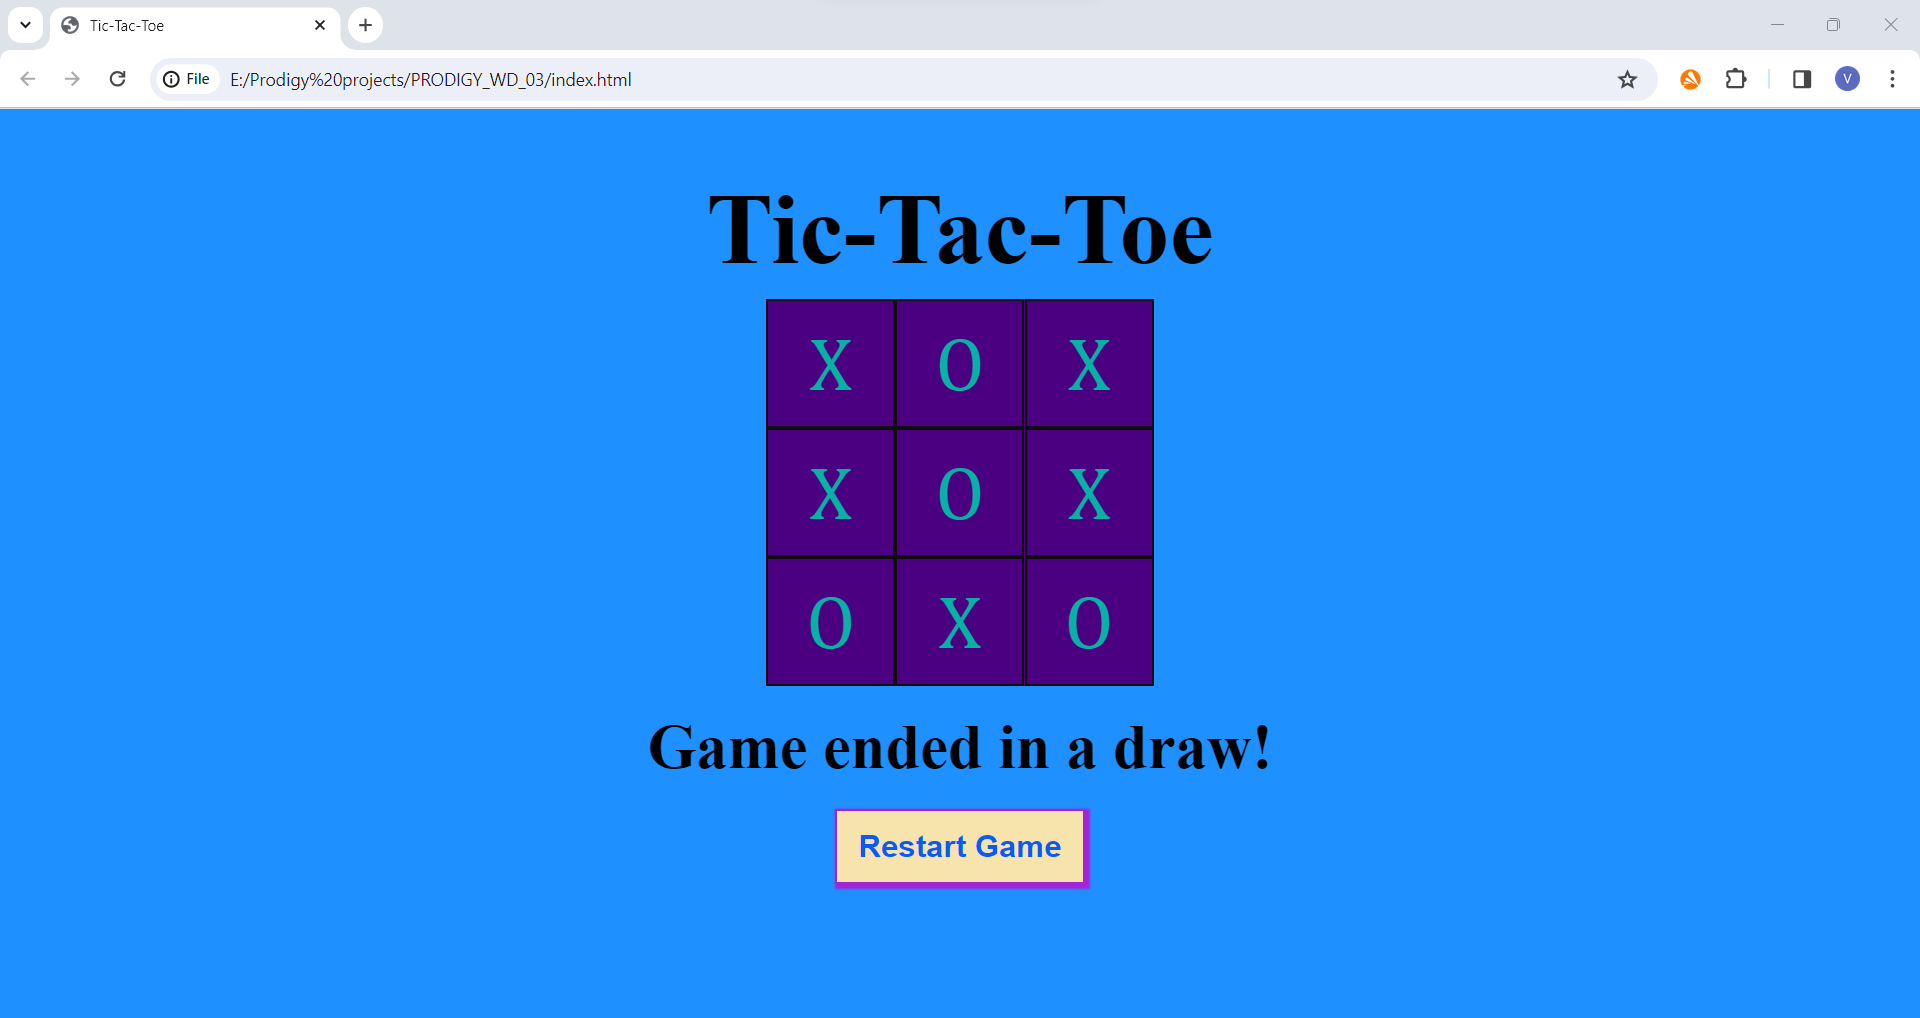 Tic-Tac-Toe
File E:/Prodigy%20projects/PRODIGY_WD_03/index.html V
Tic-Tac-Toe
X O X
X O X
O X O
Game ended in a draw!
Restart Game